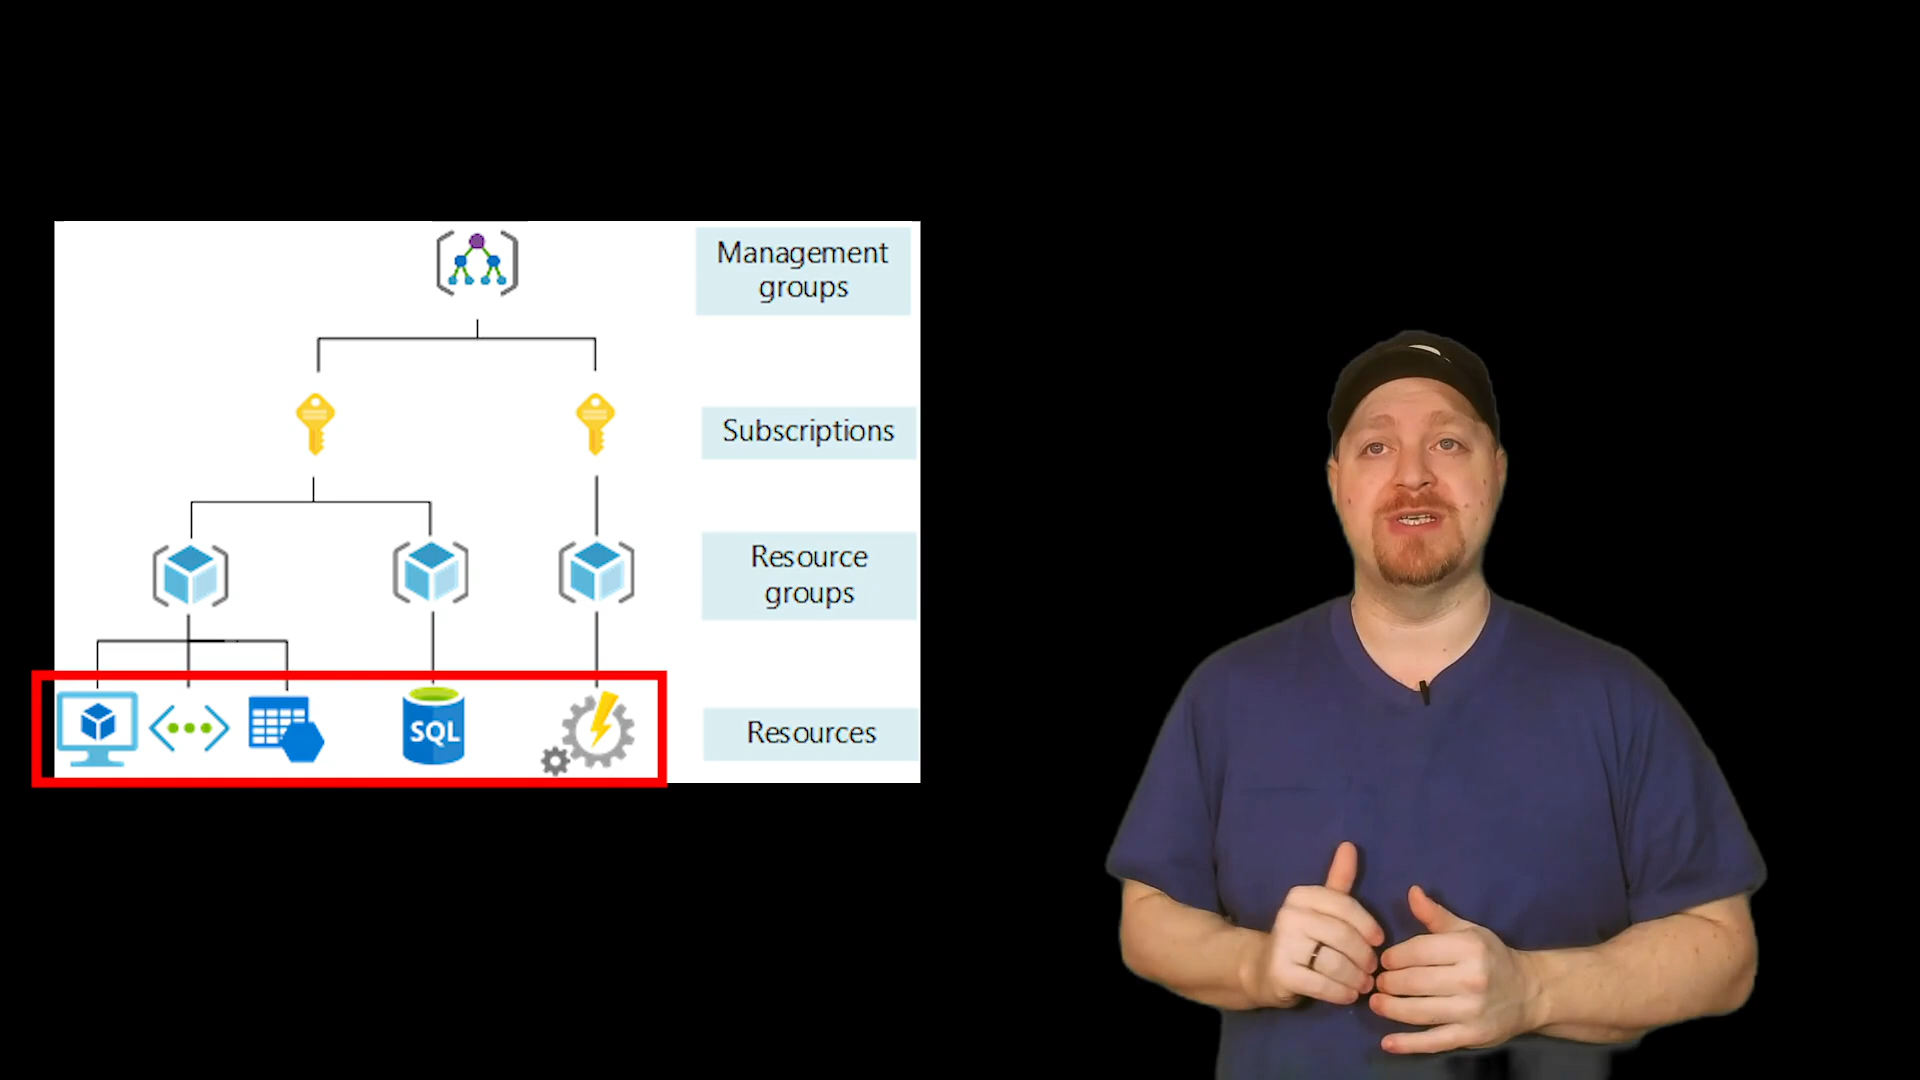 Management
groups
Subscriptions
Resource
groups
SQL
Resources